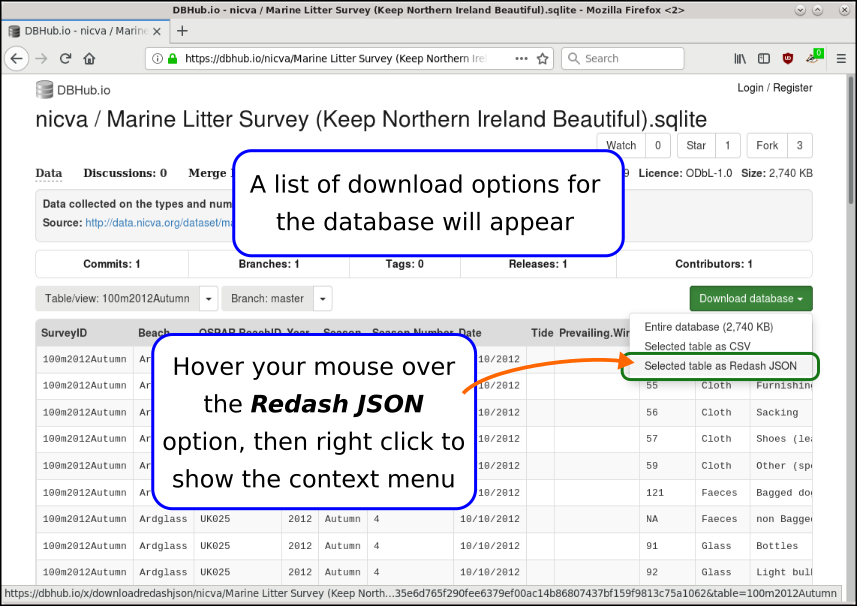 DBHub.io - nicva / Marine Litter Survey (Keep Northern Ireland Beautiful).sqlite - Mozilla Firefox <2>
DBHub.io - nicva / Marine
https://dbhub.io/nicva/Marine Litter Survey (Keep Northern Irel
Search
0
DBHub.io
Login / Register
nicva / Marine Litter Survey (Keep Northern Ireland Beautiful).sqlite
Watch 0 Star 1 Fork 3
Data Discussions: 0 Merge 9 Licence: ODbL-1.0 Size: 2,740 KB
A list of download options for
the database will appear
Data collected on the types and num
Source: http://data.nicva.org/dataset/ma
Commits: 1 Branches: 1 Tags: 0 Releases: 1 Contributors: 1
Table/view: 100m2012Autumn Branch: master Download database
Entire database (2,740 KB)
Selected table as CSV
Selected table as Redash JSON
SurveyID Beach OSPAR BeachID Year Season Season Number Date Tide Prevailing.Win
Hover your mouse over
the Redash JSON
option, then right click to
show the context menu
100m2012Autumn Ar /10/2012
100m2012Autumn Ar /10/2012 55 Cloth Furnishin
100m2012Autumn Ar /10/2012 56 Cloth Sacking
100m2012Autumn Ar /10/2012 57 Cloth Shoes (lea
100m2012Autumn Ar /10/2012 59 Cloth Other (spe
100m2012Autumn Ar /10/2012 121 Faeces Bagged dog
100m2012Autumn Ardglass UK025 2012 Autumn 4 10/10/2012 NA Faeces non Bagge
100m2012Autumn Ardglass UK025 2012 Autumn 4 10/10/2012 91 Glass Bottles
100m2012Autumn Ardglass UK025 2012 Autumn 4 10/10/2012 92 Glass Light bul
https://dbhub.io/x/downloadredashjson/nicva/Marine Litter Survey (Keep North…35e6d765f290fee6379ef00ac14b86807437bf159f9813c75a1062&table=100m2012Autumn